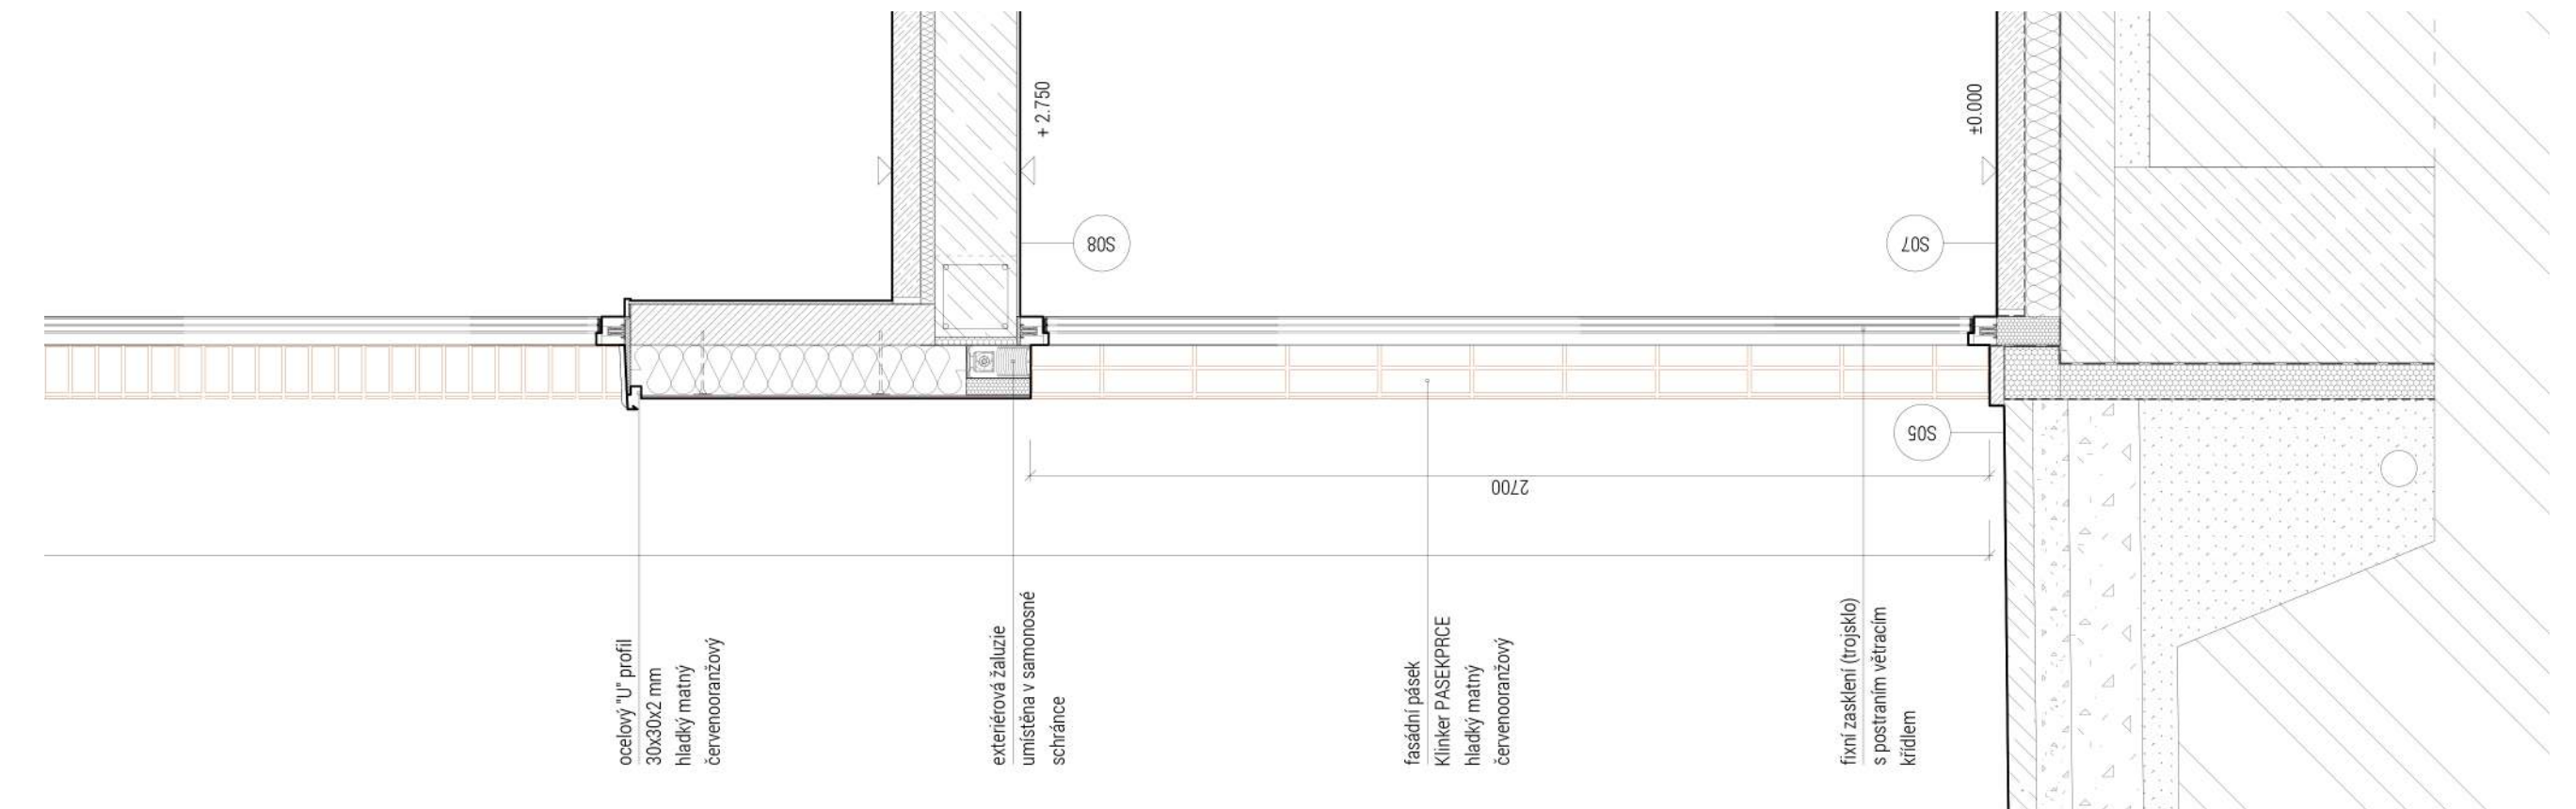 + 2.750
±0.000
S08
S07
S05
2700
ocelový "U" profil
30x30x2 mm
hladký matný
červenooranžový
exteriérová žaluzie
umístěna v samonosné
schránce
fasádní pásek
Klinker PASEKPRCE
hladký matný
červenooranžový
fixní zasklení (trojsklo)
s postraním větracím
křídlem